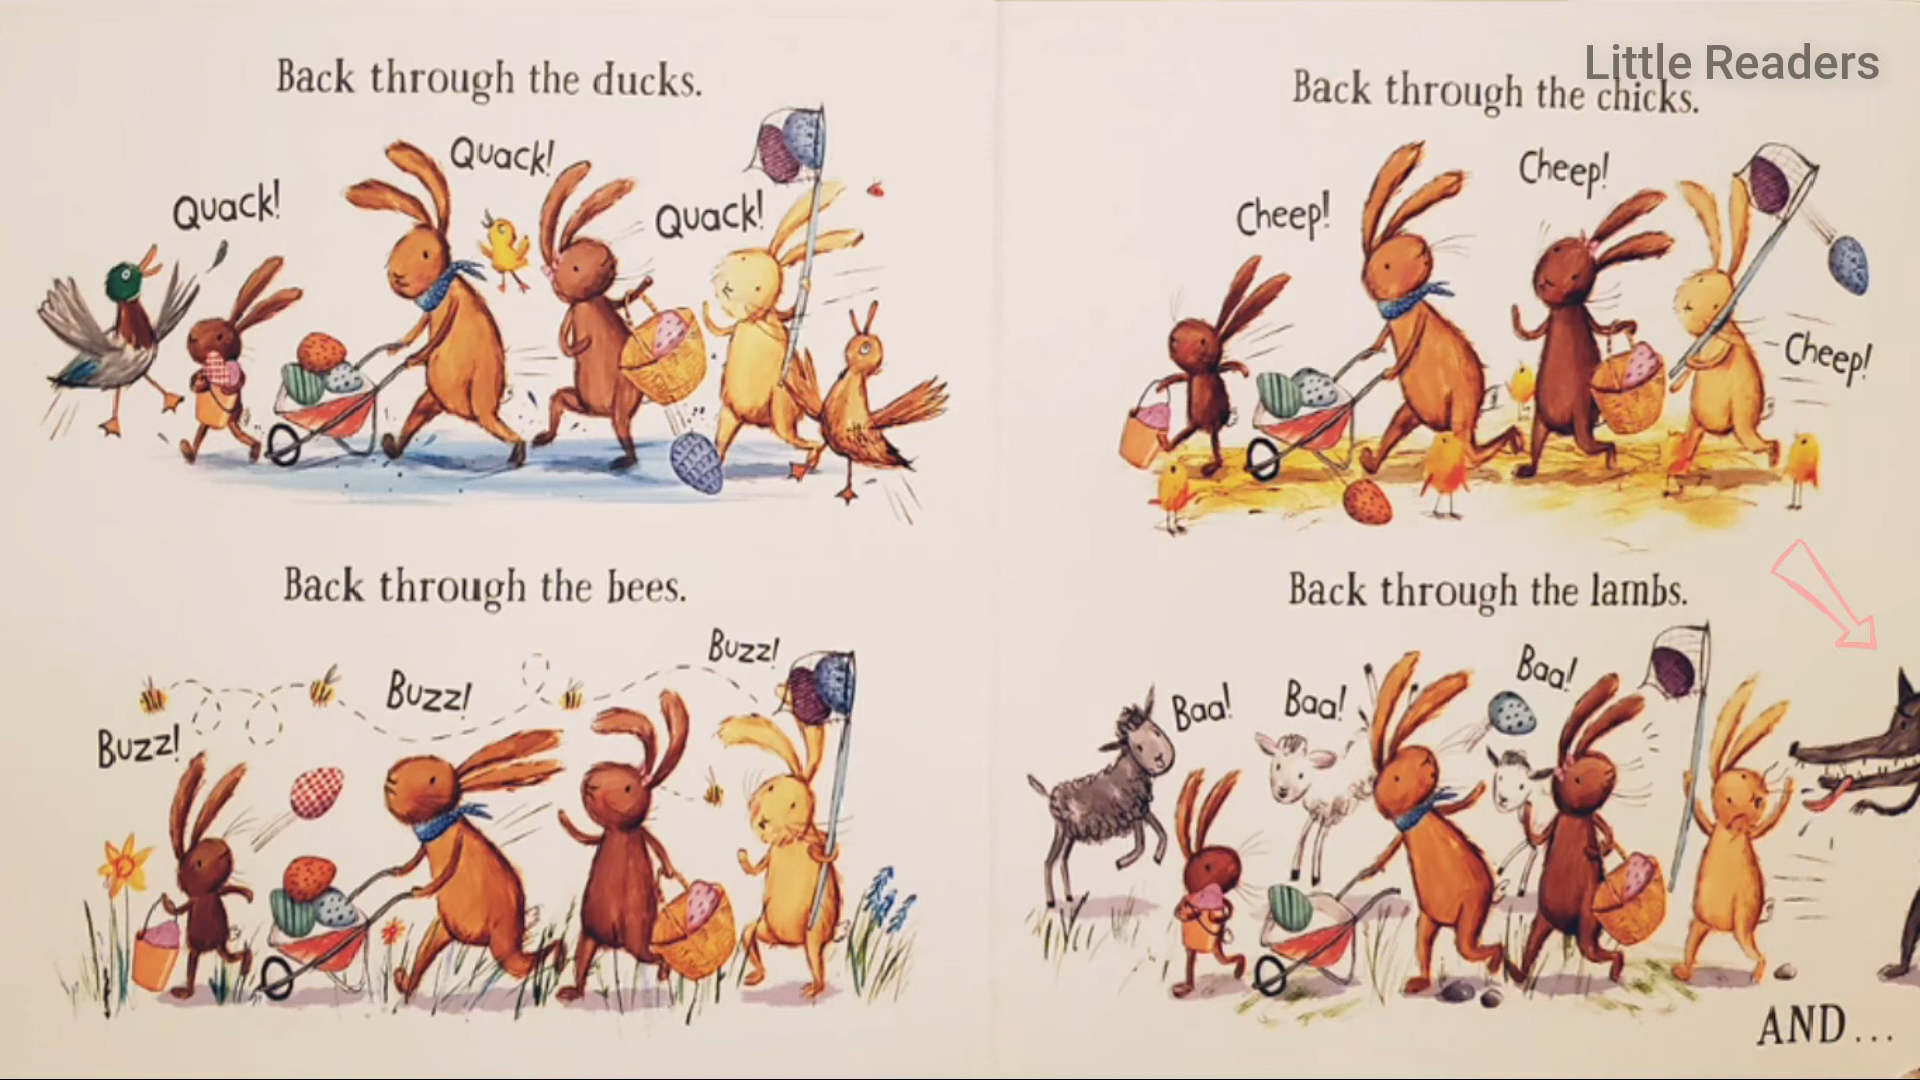 Little Readers
Back through the ducks.
Quack!
Quack!
Quack!
Back through the bees.
Buzz!
Buzz!
Buzz!
Back through the chicks.
Cheep!
Cheep!
Cheep!
Back through the lambs.
Baa!
Baa!
Baa!
AND...